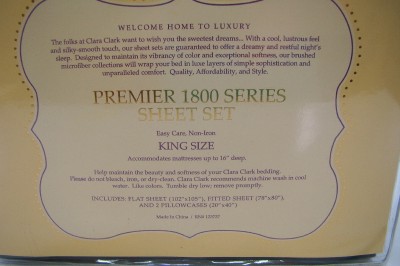 WELCOME HOME TO LUXURY
The folks at Clara Clark want to wish you the sweetest dreams... With a cool, lustrous feel
and silky-smooth touch, our sheet sets are guaranteed to offer a dreamy and restful night's
sleep. Designed to maintain its vibrancy of color and exceptional softness, our brushed
microfiber collections will wrap your bed in luxe layers of simple sophistication and
unparalleled comfort. Quality, Affordability, and Style.
PREMIER 1800 SERIES
SHEET SET
Easy Care, Non-Iron
KING SIZE
Accommodates mattresses up to 16" deep.
Help maintain the beauty and softness of your Clara Clark bedding.
Please do not bleach, iron, or dry-clean. Clara Clark recommends machine wash in cool
water. Like colors. Tumble dry low; remove promptly.
INCLUDES: FLAT SHEET (102"x105"), FITTED SHEET (78"x80"),
AND 2 PILLOWCASES (20"x40")
Made in China